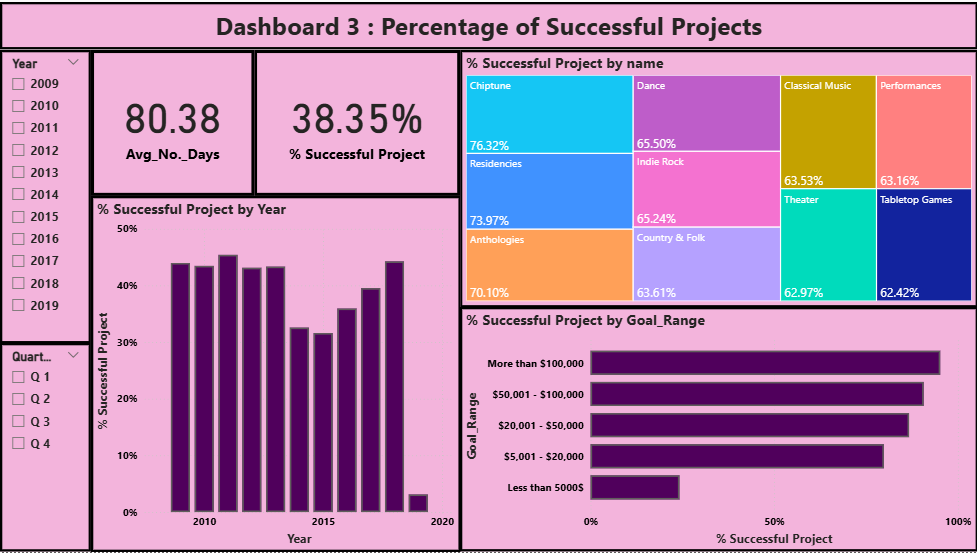 Dashboard 3 : Percentage of Successful Projects
Year
2009
2010
2011
2012
2013
2014
2015
2016
2017
2018
2019
Quart...
Q 1
Q 2
Q 3
Q 4
80.38
Avg_No._Days
38.35%
% Successful Project
% Successful Project by Year
% Successful Project
50%
40%
30%
20%
10%
0%
2010
2015
2020
Year
% Successful Project by name
Chiptune
76.32%
Residencies
73.97%
Anthologies
70.10%
Dance
65.50%
Indie Rock
65.24%
Country & Folk
63.61%
Classical Music
63.53%
Performances
63.16%
Theater
62.97%
Tabletop Games
62.42%
% Successful Project by Goal_Range
Goal_Range
More than $100,000
$50,001 - $100,000
$20,001 - $50,000
$5,001 - $20,000
Less than 5000$
0%
50%
100%
% Successful Project